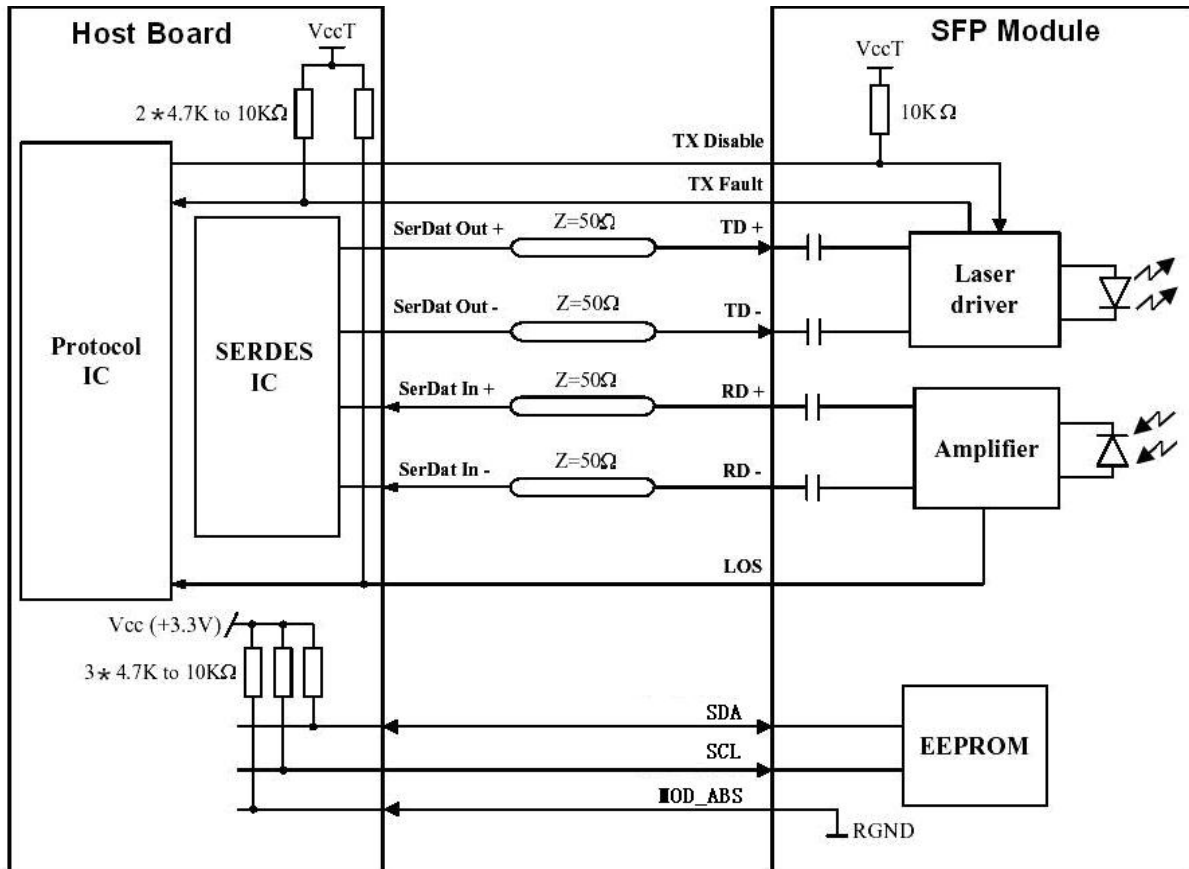 Host Board
SFP Module
VccT
VccT
2*4.7K to 10KΩ
10KΩ
TX Disable
TX Fault
SerDat Out +
Z=50Ω
TD +
SerDat Out -
Z=50Ω
TD -
Laser
driver
Protocol
IC
SERDES
IC
SerDat In +
Z=50Ω
RD +
SerDat In -
Z=50Ω
RD -
Amplifier
LOS
Vcc (+3.3V)
3*4.7K to 10KΩ
SDA
SCL
MOD_ABS
EEPROM
RGND